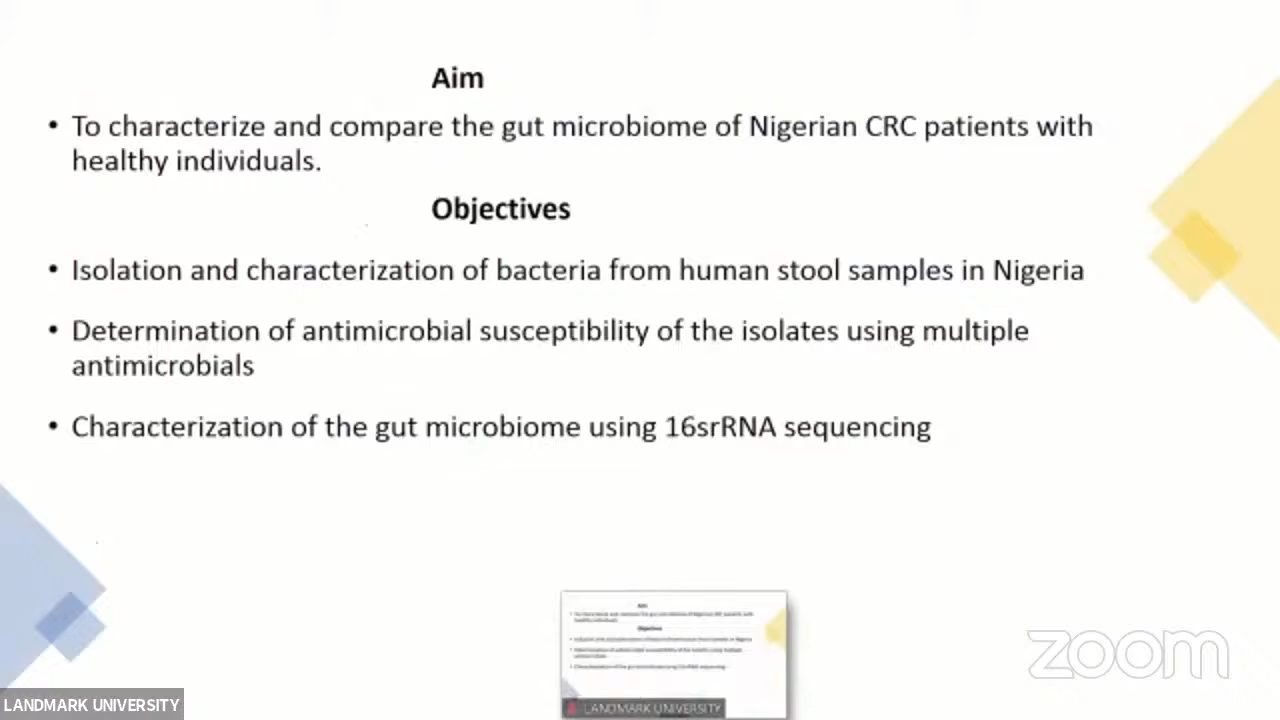 Aim
• To characterize and compare the gut microbiome of Nigerian CRC patients with
healthy individuals.
Objectives
• Isolation and characterization of bacteria from human stool samples in Nigeria
• Determination of antimicrobial susceptibility of the isolates using multiple
antimicrobials
• Characterization of the gut microbiome using 16srRNA sequencing
LANDMARK UNIVERSITY
zoom
LANDMARK UNIVERSITY